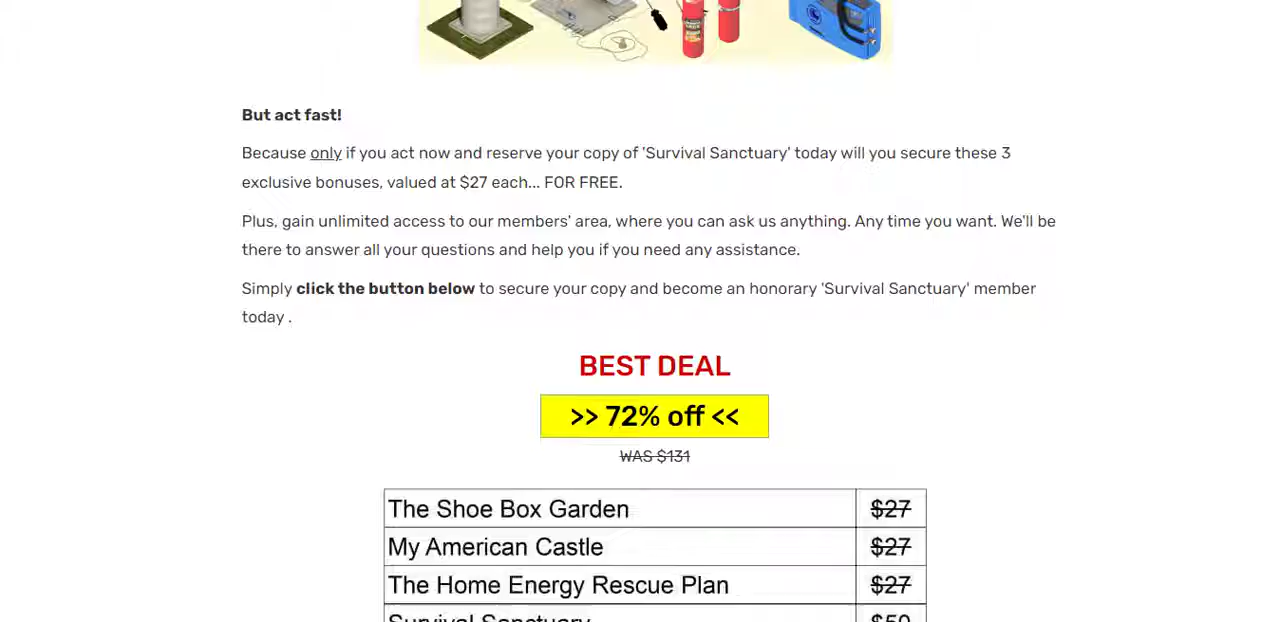 But act fast!
Because only if you act now and reserve your copy of 'Survival Sanctuary' today will you secure these 3
exclusive bonuses, valued at $27 each... FOR FREE.
Plus, gain unlimited access to our members' area, where you can ask us anything. Any time you want. We'll be
there to answer all your questions and help you if you need any assistance.
Simply click the button below to secure your copy and become an honorary 'Survival Sanctuary' member
today .
BEST DEAL
>> 72% off <<
WAS $131
The Shoe Box Garden $27
My American Castle $27
The Home Energy Rescue Plan $27
Survival Sanctuary